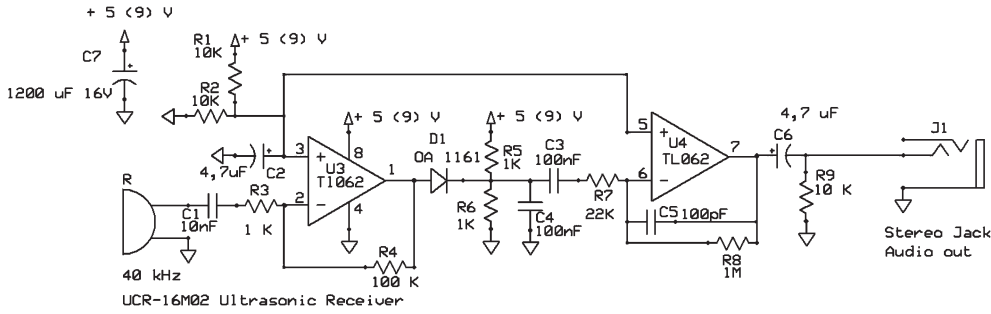 + 5 (9) V
C7
1200 uF 16V
R1
10K
+ 5 (9) V
R2
10K
4,7uF
C2
3
2
+
-
U3
Tl062
8
4
1
+ 5 (9) V
R
C1
10nF
R3
1 K
R4
100 K
40 kHz
UCR-16M02 Ultrasonic Receiver
D1
OA 1161
+ 5 (9) V
R5
1K
R6
1K
C3
100nF
C4
100nF
R7
22K
5
6
+
-
U4
TL062
7
C5 100pF
R8
1M
4,7 uF
C6
R9
10 K
J1
Stereo Jack
Audio out